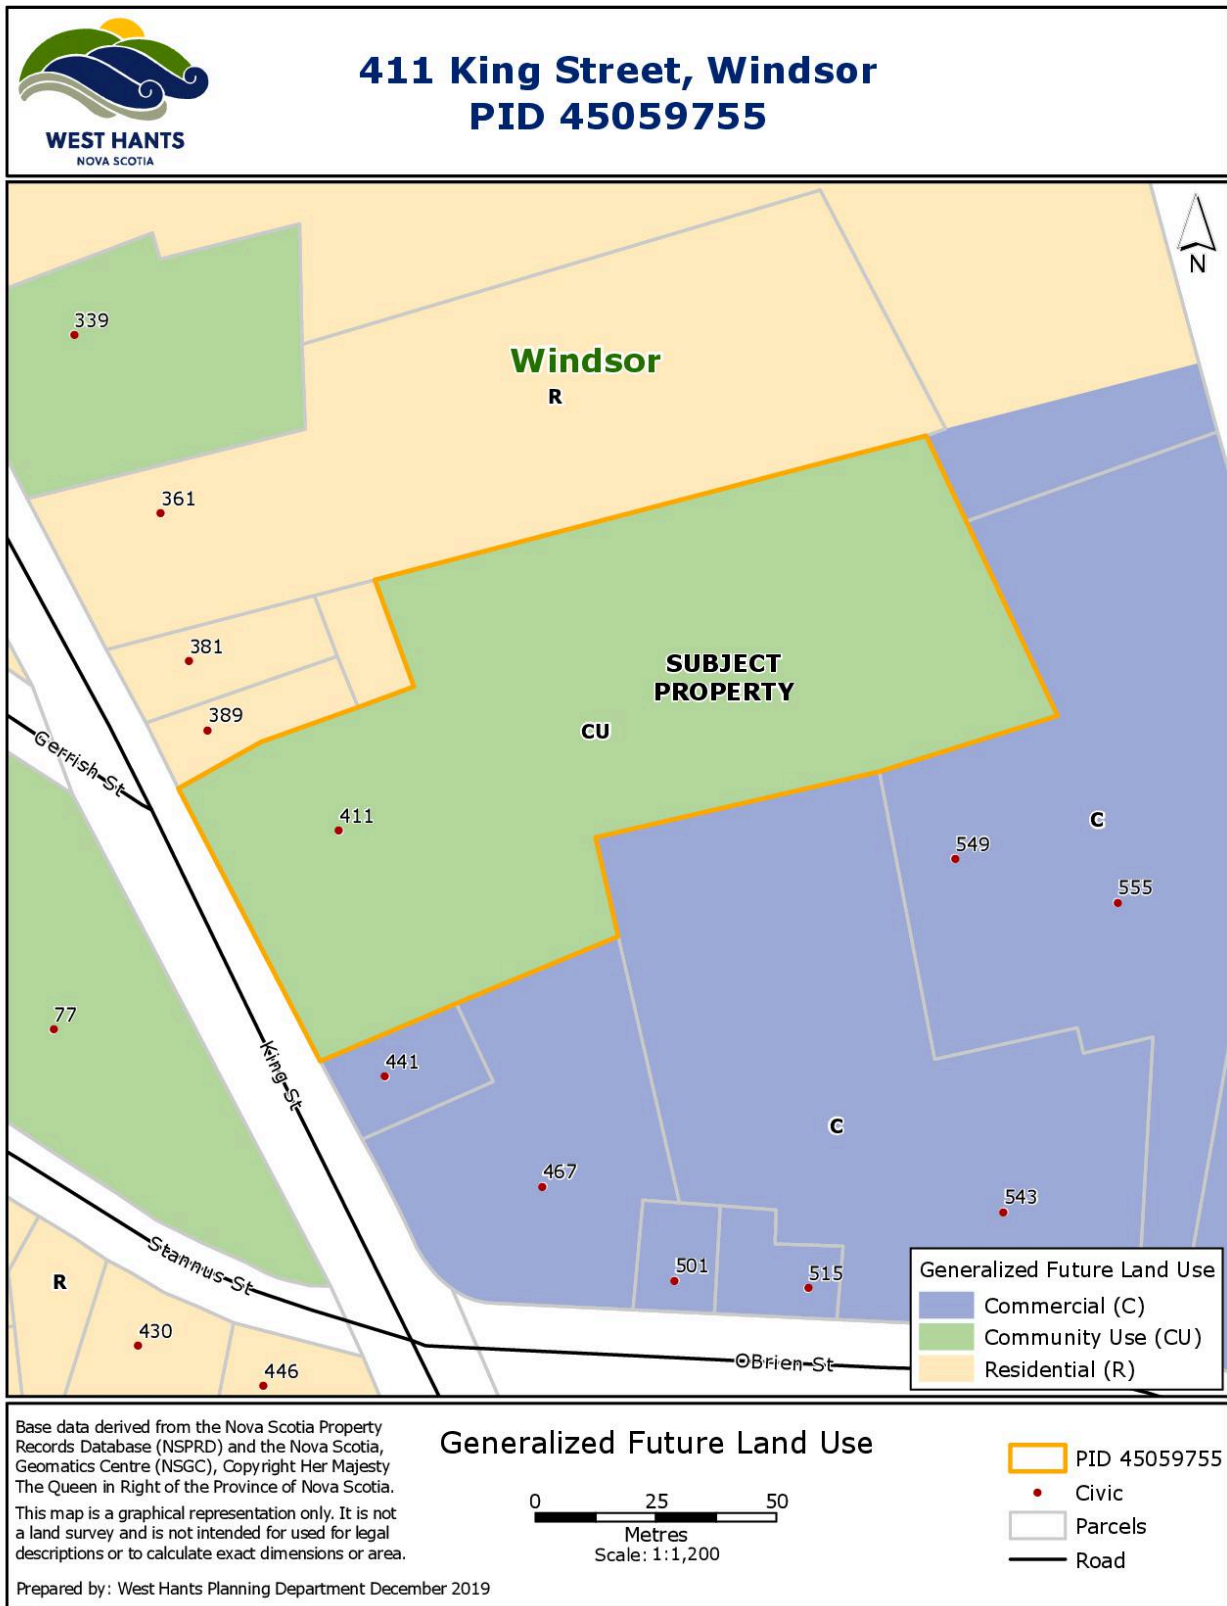 WEST HANTS
NOVA SCOTIA
411 King Street, Windsor
PID 45059755
N
339
Windsor
R
361
381
389
SUBJECT
PROPERTY
CU
Gerrish St
411
C
549
555
77
King St
441
C
467
543
501
515
Stannus St
R
430
446
OBrien St
Generalized Future Land Use
Commercial (C)
Community Use (CU)
Residential (R)
Base data derived from the Nova Scotia Property
Records Database (NSPRD) and the Nova Scotia,
Geomatics Centre (NSGC), Copyright Her Majesty
The Queen in Right of the Province of Nova Scotia.
This map is a graphical representation only. It is not
a land survey and is not intended for used for legal
descriptions or to calculate exact dimensions or area.
Prepared by: West Hants Planning Department December 2019
Generalized Future Land Use
0 25 50
Metres
Scale: 1:1,200
PID 45059755
Civic
Parcels
Road